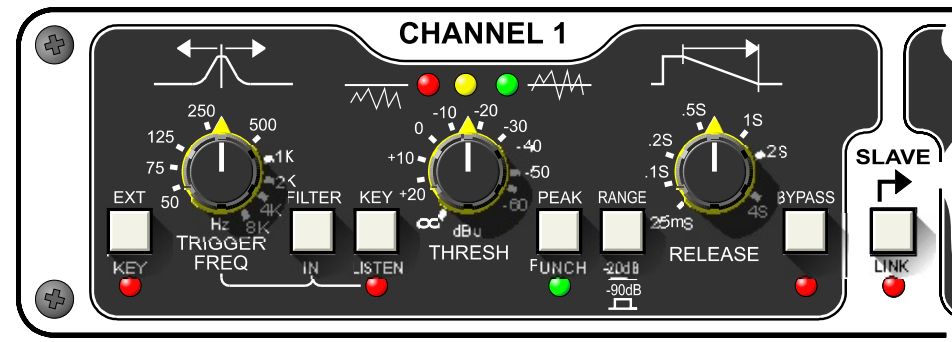 CHANNEL 1
250
500
125
1K
75
2K
50
4K
Hz
8K
TRIGGER
FREQ
EXT
KEY
FILTER
IN
KEY
LISTEN
-10
-20
0
-30
-40
+10
-50
+20
-60
∞
dBu
THRESH
PEAK
PUNCH
RANGE
-20dB
-90dB
.5S
1S
.2S
2S
.1S
25mS
4S
RELEASE
BYPASS
SLAVE
LINK